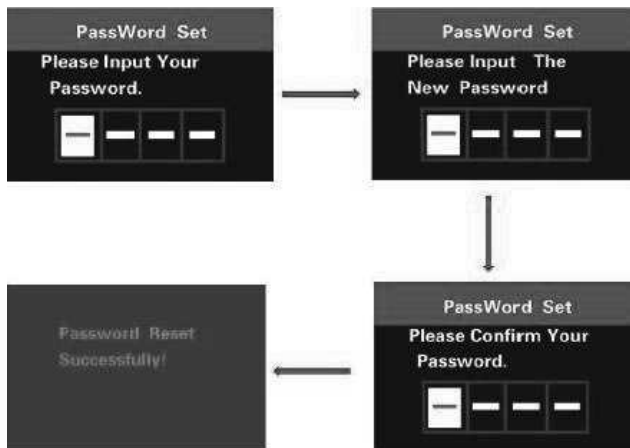 PassWord Set
Please Input Your
Password.
PassWord Set
Please Input The
New Password
PassWord Set
Please Confirm Your
Password.
Password Reset
Successfully!